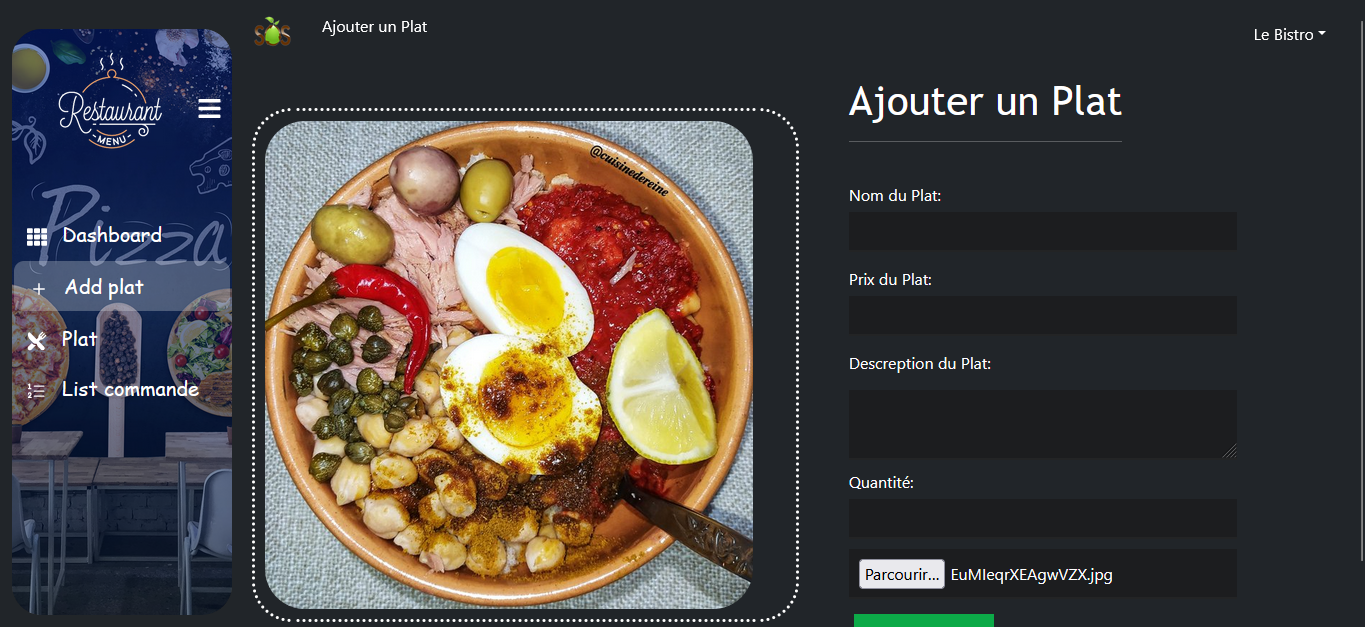 SOS
Ajouter un Plat
Le Bistro
Restaurant
MENU
Pizza
Dashboard
+ Add plat
Plat
List commande
@cuisinedereine
Ajouter un Plat
Nom du Plat:
Prix du Plat:
Descreption du Plat:
Quantité:
Parcourir... EuMIeqrXEAgwVZX.jpg